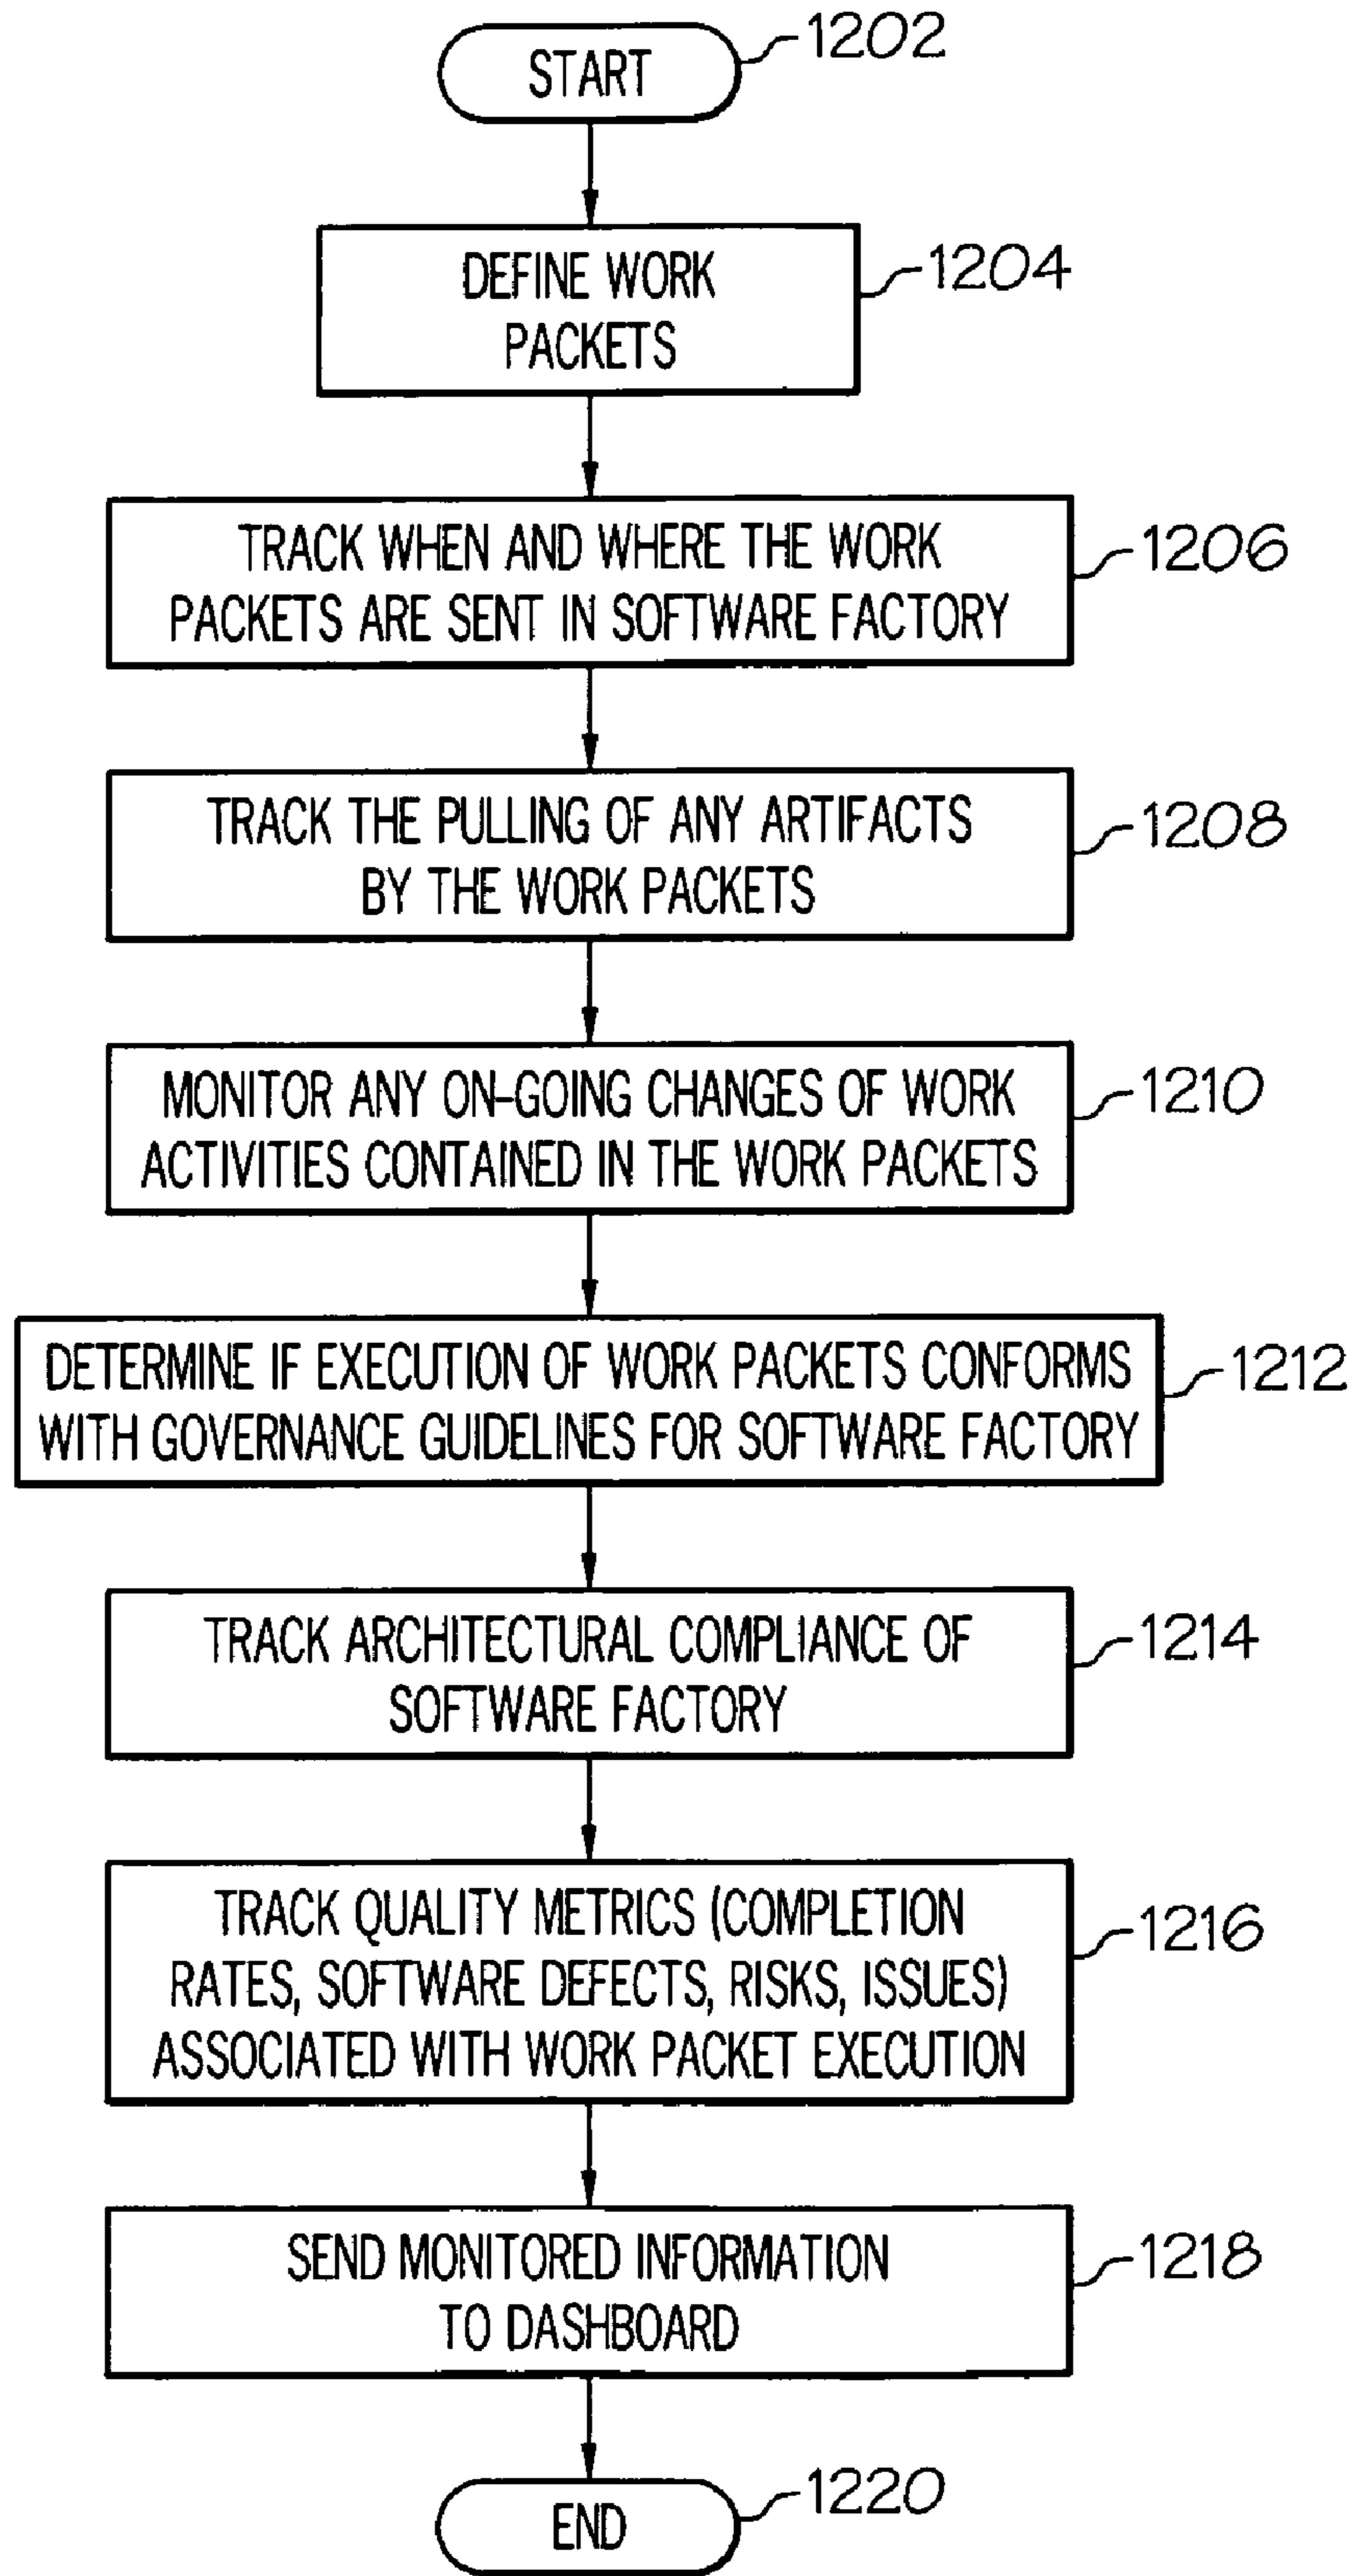 START
1202
DEFINE WORK
PACKETS
1204
TRACK WHEN AND WHERE THE WORK
PACKETS ARE SENT IN SOFTWARE FACTORY
1206
TRACK THE PULLING OF ANY ARTIFACTS
BY THE WORK PACKETS
1208
MONITOR ANY ON-GOING CHANGES OF WORK
ACTIVITIES CONTAINED IN THE WORK PACKETS
1210
DETERMINE IF EXECUTION OF WORK PACKETS CONFORMS
WITH GOVERNANCE GUIDELINES FOR SOFTWARE FACTORY
1212
TRACK ARCHITECTURAL COMPLIANCE OF
SOFTWARE FACTORY
1214
TRACK QUALITY METRICS (COMPLETION
RATES, SOFTWARE DEFECTS, RISKS, ISSUES)
ASSOCIATED WITH WORK PACKET EXECUTION
1216
SEND MONITORED INFORMATION
TO DASHBOARD
1218
END
1220